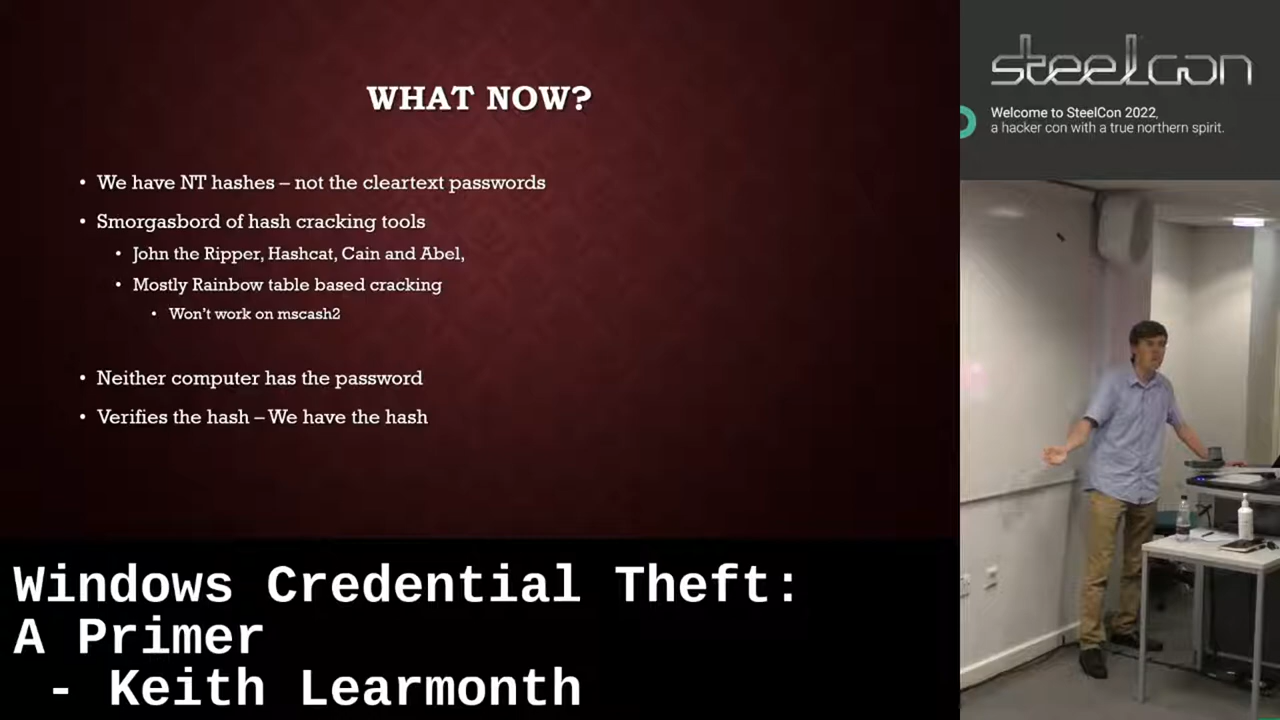 WHAT NOW?
• We have NT hashes – not the cleartext passwords
• Smorgasbord of hash cracking tools
• John the Ripper, Hashcat, Cain and Abel,
• Mostly Rainbow table based cracking
• Won't work on mscash2
• Neither computer has the password
• Verifies the hash – We have the hash
Windows Credential Theft:
A Primer
- Keith Learmonth
steelcon
Welcome to SteelCon 2022,
a hacker con with a true northern spirit.